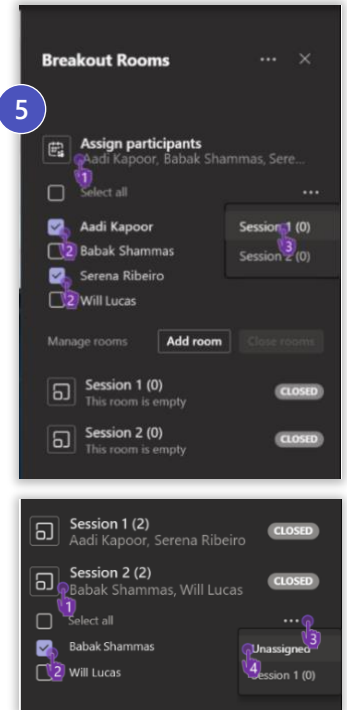 Breakout Rooms ... ×
5
Assign participants
Aadi Kapoor, Babak Shammas, Sere...
1
Select all ...
Aadi Kapoor Session 1 (0)
2 Babak Shammas 3
Session 2 (0)
Serena Ribeiro
2 Will Lucas
Manage rooms Add room Close rooms
Session 1 (0) CLOSED
This room is empty
Session 2 (0) CLOSED
This room is empty
Session 1 (2) CLOSED
Aadi Kapoor, Serena Ribeiro
Session 2 (2) CLOSED
Babak Shammas, Will Lucas
1
Select all ... 3
Babak Shammas Unassigned
2 Will Lucas 4 Session 1 (0)